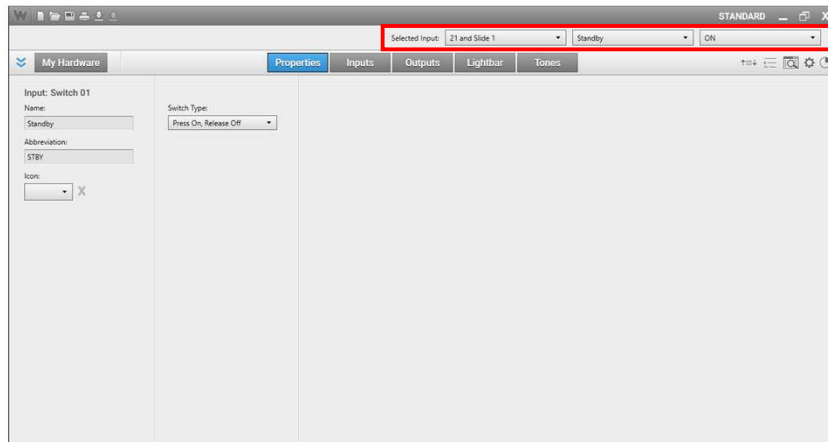 W STANDARD X
Selected Input: 21 and Slide 1 Standby ON
My Hardware Properties Inputs Outputs Lightbar Tones
Input: Switch 01
Name: Switch Type:
Standby Press On, Release Off
Abbreviation:
STBY
Icon:
X